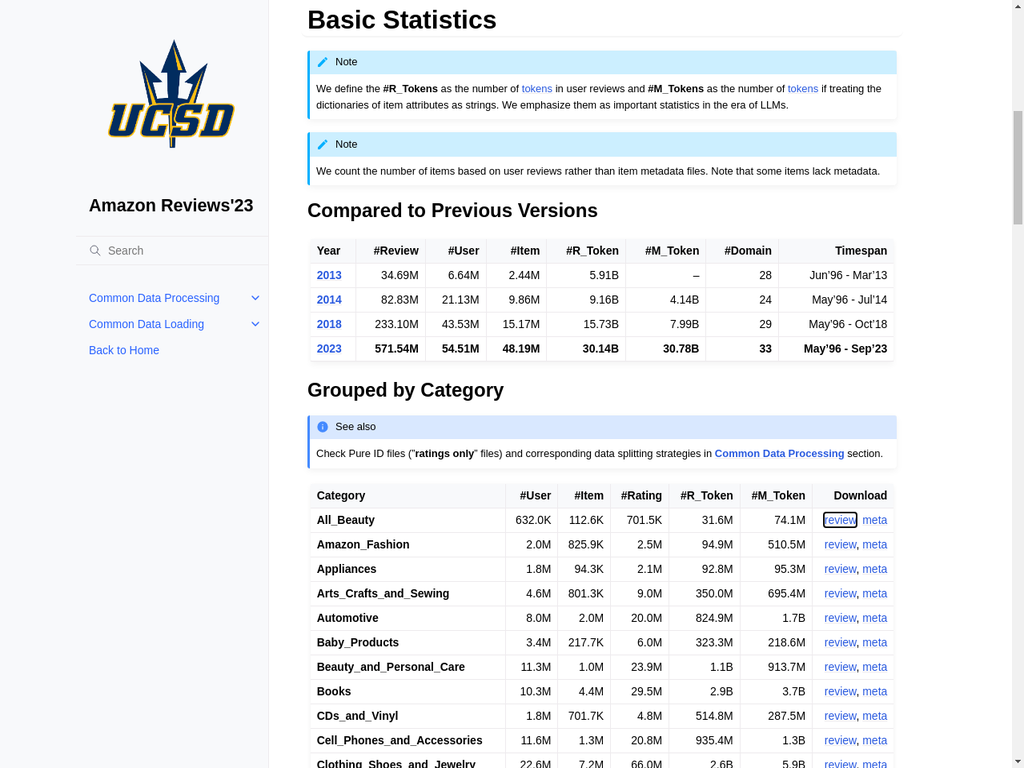 UCSD
Amazon Reviews'23
Search
Common Data Processing
Common Data Loading
Back to Home
Basic Statistics
Note
We define the #R_Tokens as the number of tokens in user reviews and #M_Tokens as the number of tokens if treating the
dictionaries of item attributes as strings. We emphasize them as important statistics in the era of LLMs.
Note
We count the number of items based on user reviews rather than item metadata files. Note that some items lack metadata.
Compared to Previous Versions
Year #Review #User #Item #R_Token #M_Token #Domain Timespan
2013 34.69M 6.64M 2.44M 5.91B – 28 Jun'96 - Mar'13
2014 82.83M 21.13M 9.86M 9.16B 4.14B 24 May'96 - Jul'14
2018 233.10M 43.53M 15.17M 15.73B 7.99B 29 May'96 - Oct'18
2023 571.54M 54.51M 48.19M 30.14B 30.78B 33 May'96 - Sep'23
Grouped by Category
See also
Check Pure ID files ("ratings only" files) and corresponding data splitting strategies in Common Data Processing section.
Category #User #Item #Rating #R_Token #M_Token Download
All_Beauty 632.0K 112.6K 701.5K 31.6M 74.1M review, meta
Amazon_Fashion 2.0M 825.9K 2.5M 94.9M 510.5M review, meta
Appliances 1.8M 94.3K 2.1M 92.8M 95.3M review, meta
Arts_Crafts_and_Sewing 4.6M 801.3K 9.0M 350.0M 695.4M review, meta
Automotive 8.0M 2.0M 20.0M 824.9M 1.7B review, meta
Baby_Products 3.4M 217.7K 6.0M 323.3M 218.6M review, meta
Beauty_and_Personal_Care 11.3M 1.0M 23.9M 1.1B 913.7M review, meta
Books 10.3M 4.4M 29.5M 2.9B 3.7B review, meta
CDs_and_Vinyl 1.8M 701.7K 4.8M 514.8M 287.5M review, meta
Cell_Phones_and_Accessories 11.6M 1.3M 20.8M 935.4M 1.3B review, meta
Clothing_Shoes_and_Jewelry 22.6M 7.2M 66.0M 2.6B 5.9B review, meta